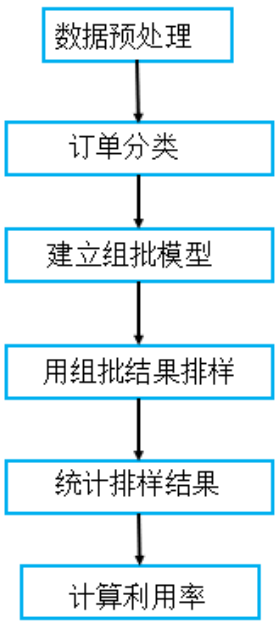 数据预处理
订单分类
建立组批模型
用组批结果排样
统计排样结果
计算利用率